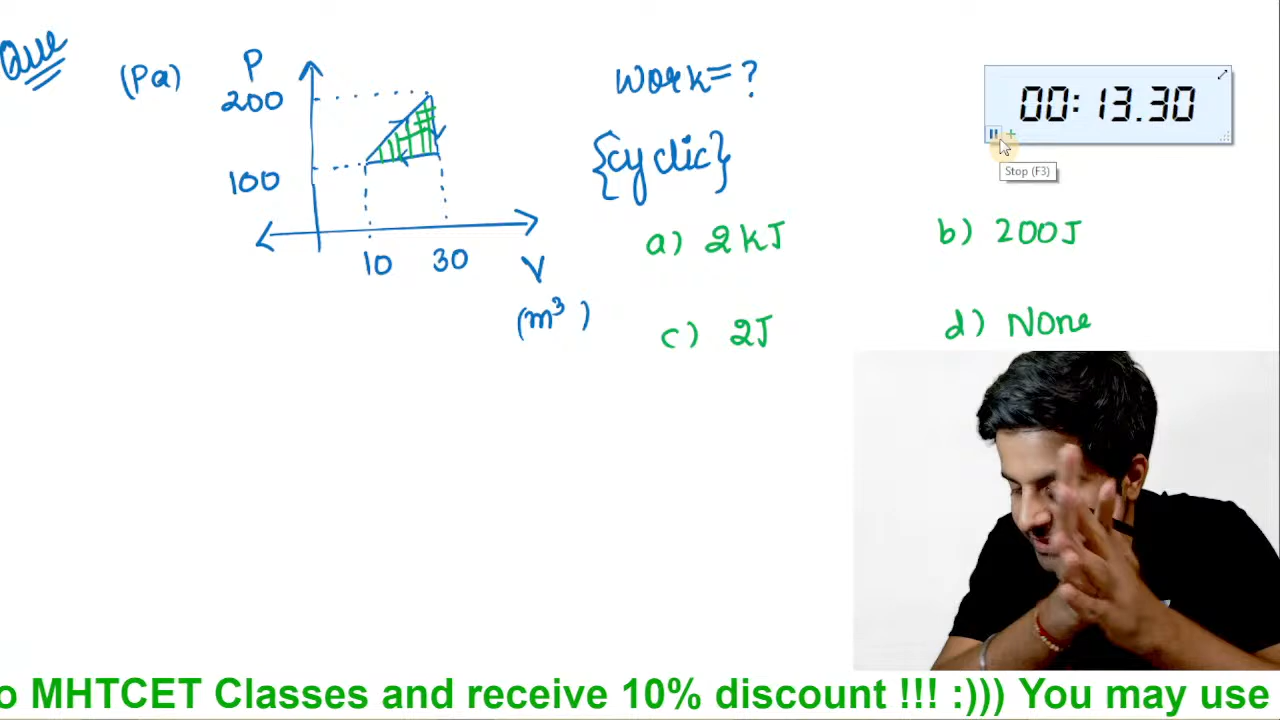 Que
(Pa) P
200
100
10 30 V
(m³)
Work = ?
{cyclic}
a) 2kJ
b) 200J
c) 2J
d) None
00:13.30
Stop (F3)
o MHTCET Classes and receive 10% discount !!! :))) You may use